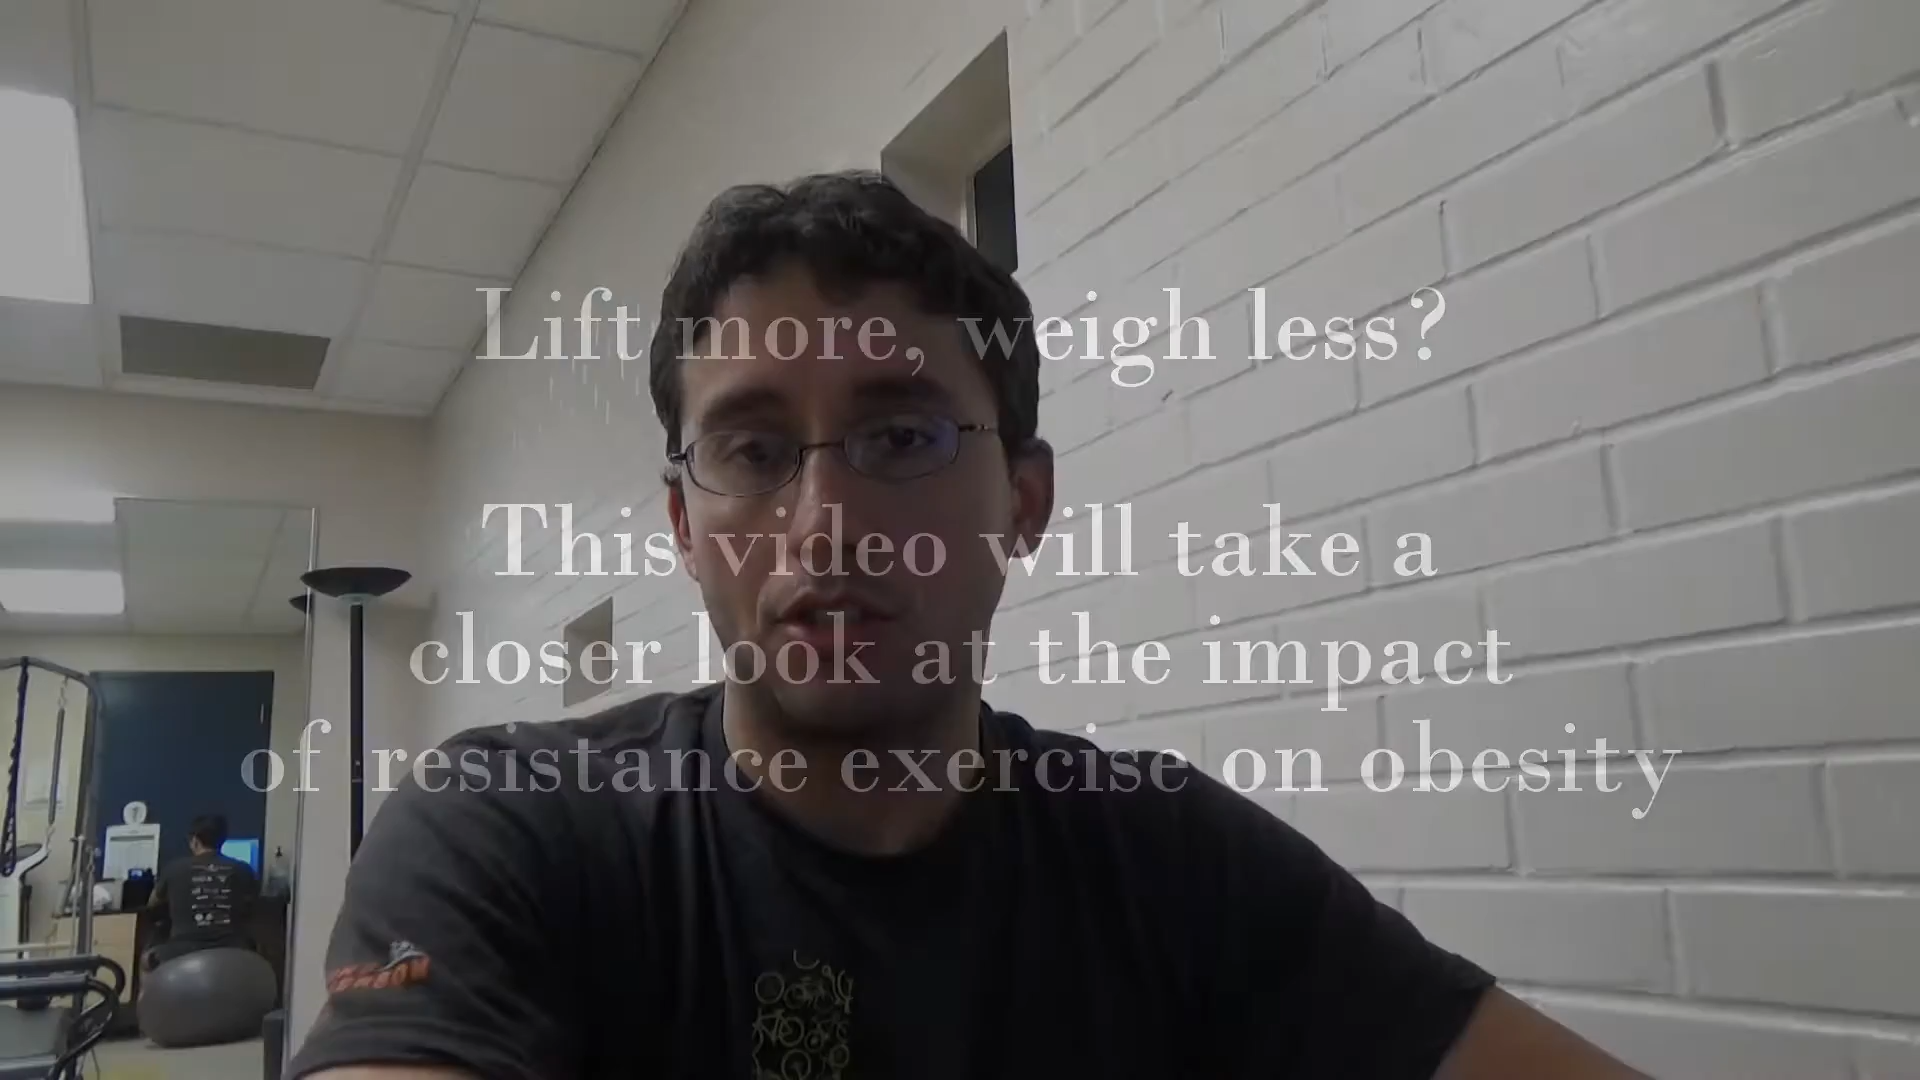 Lift more, weigh less?
This video will take a
closer look at the impact
of resistance exercise on obesity